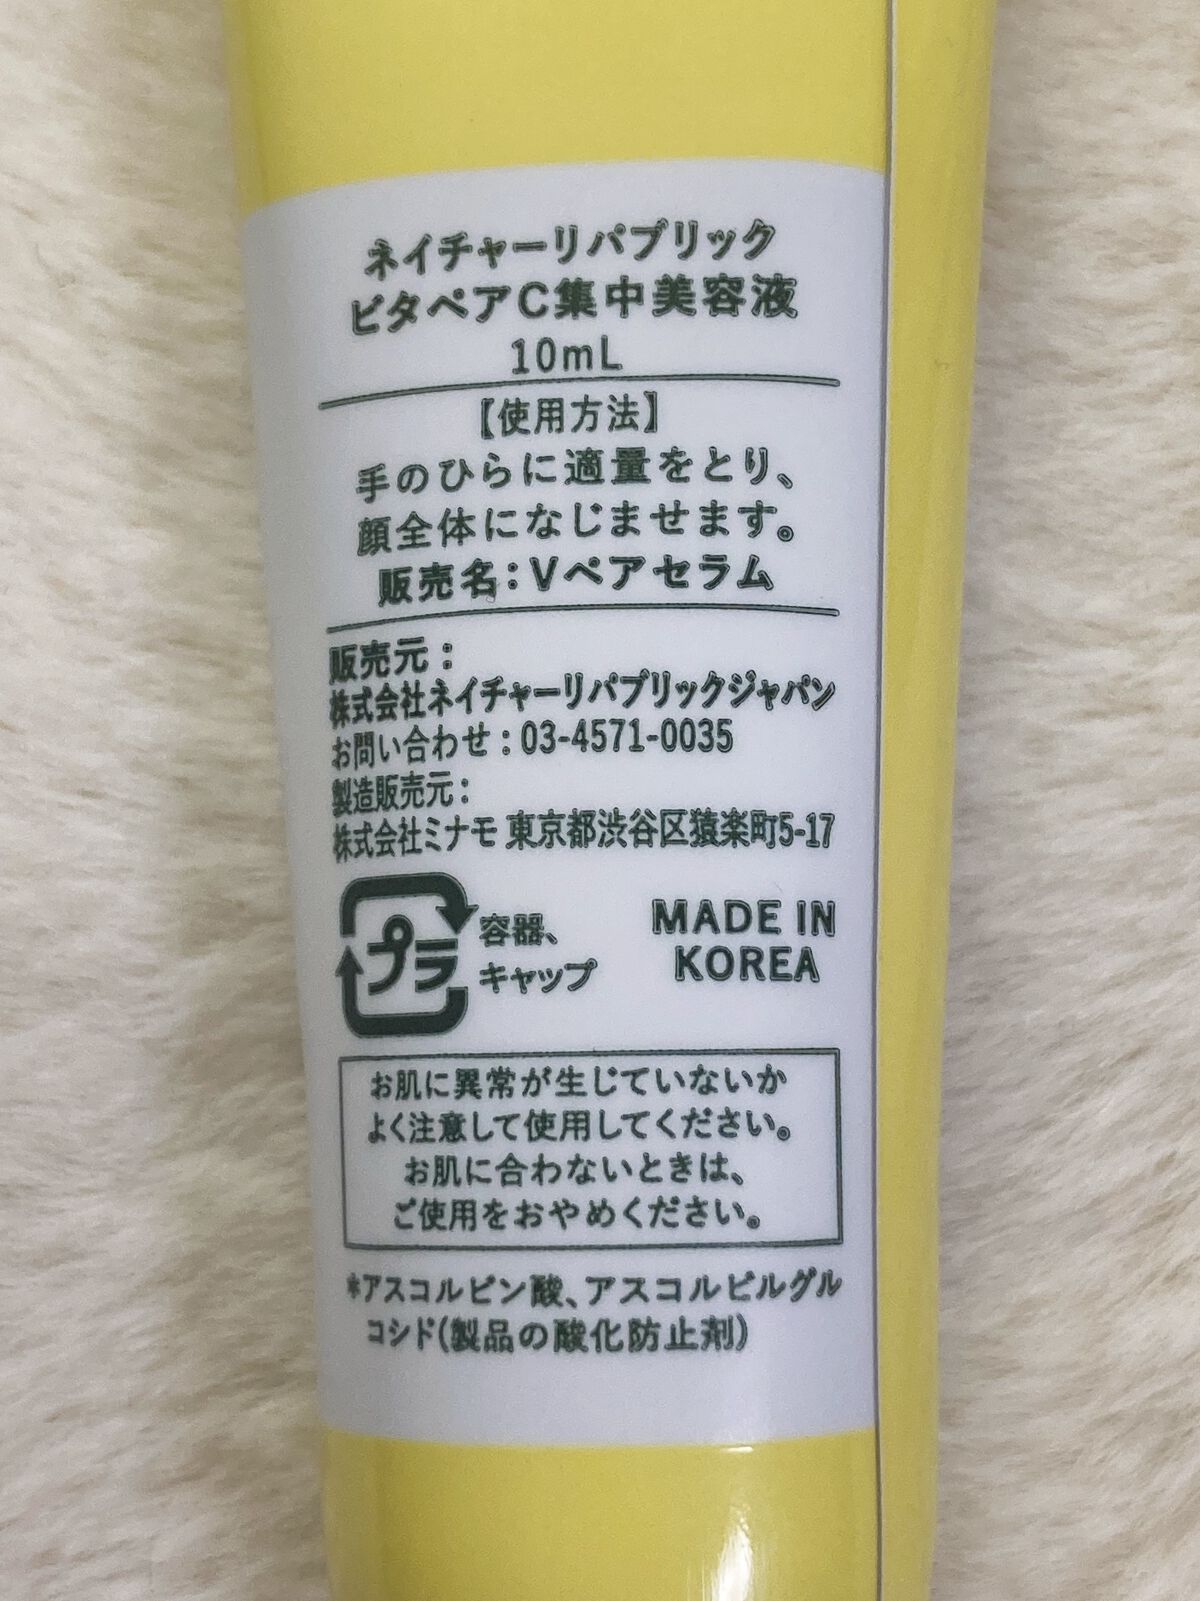 ネイチャーリパブリック
ビタペアC集中美容液
10mL
【使用方法】
手のひらに適量をとり、
顔全体になじませます。
販売名：Vペアセラム
販売元：
株式会社ネイチャーリパブリックジャパン
お問い合わせ：03-4571-0035
製造販売元：
株式会社ミナモ 東京都渋谷区猿楽町5-17
プラ
容器、
キャップ
MADE IN
KOREA
お肌に異常が生じていないか
よく注意して使用してください。
お肌に合わないときは、
ご使用をおやめください。
*アスコルビン酸、アスコルビルグル
コシド(製品の酸化防止剤)